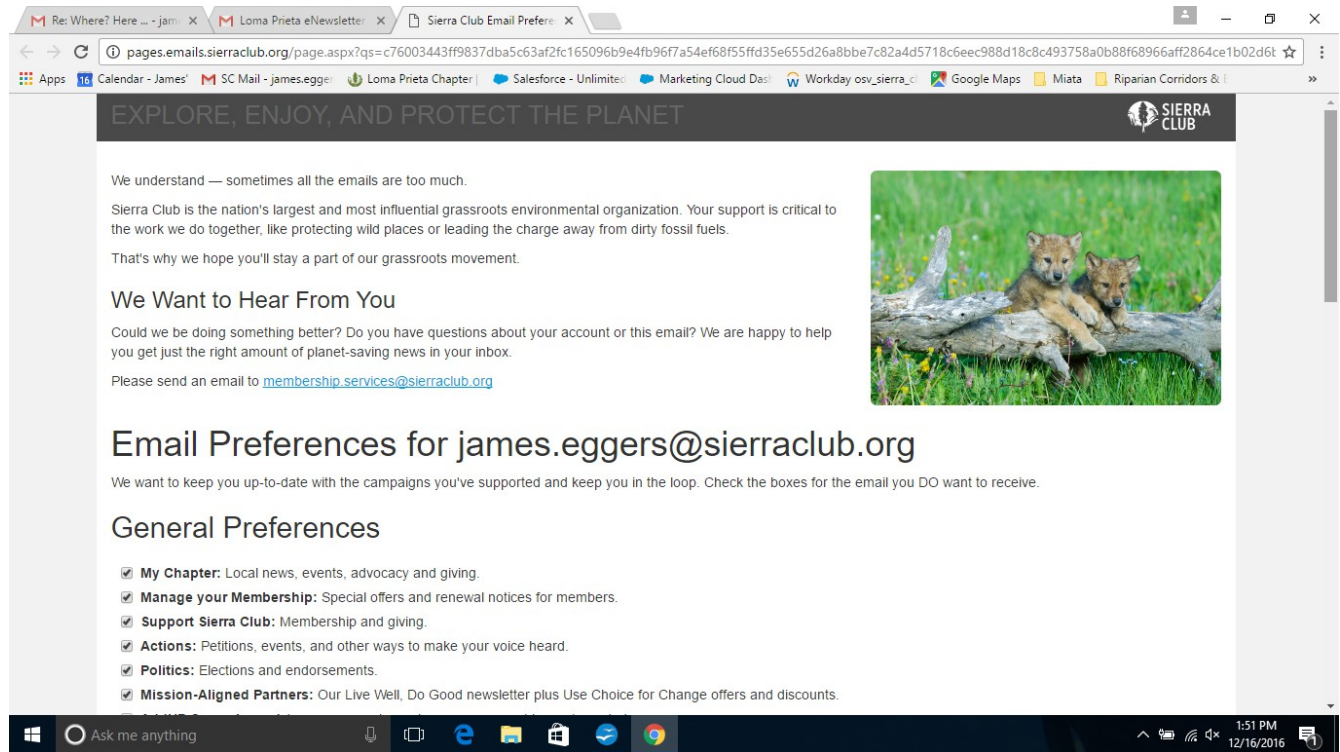 Re: Where? Here ... - jam
Loma Prieta eNewsletter
Sierra Club Email Prefere
pages.emails.sierraclub.org/page.aspx?qs=c76003443ff9837dba5c63af2fc165096b9e4fb96f7a54ef68f55ffd35e655d26a8bbe7c82a4d5718c6eec988d18c8c493758a0b88f68966aff2864ce1b02d6b
Apps
16 Calendar - James'
SC Mail - james.egge
Loma Prieta Chapter |
Salesforce - Unlimited
Marketing Cloud Das
Workday osv_sierra_cl
Google Maps
Miata
Riparian Corridors &
»
EXPLORE, ENJOY, AND PROTECT THE PLANET
SIERRA
CLUB
We understand — sometimes all the emails are too much.
Sierra Club is the nation's largest and most influential grassroots environmental organization. Your support is critical to
the work we do together, like protecting wild places or leading the charge away from dirty fossil fuels.
That's why we hope you'll stay a part of our grassroots movement.
We Want to Hear From You
Could we be doing something better? Do you have questions about your account or this email? We are happy to help
you get just the right amount of planet-saving news in your inbox.
Please send an email to membership.services@sierraclub.org
Email Preferences for james.eggers@sierraclub.org
We want to keep you up-to-date with the campaigns you've supported and keep you in the loop. Check the boxes for the email you DO want to receive.
General Preferences
My Chapter: Local news, events, advocacy and giving.
Manage your Membership: Special offers and renewal notices for members.
Support Sierra Club: Membership and giving.
Actions: Petitions, events, and other ways to make your voice heard.
Politics: Elections and endorsements.
Mission-Aligned Partners: Our Live Well, Do Good newsletter plus Use Choice for Change offers and discounts.
Ask me anything
1:51 PM
12/16/2016